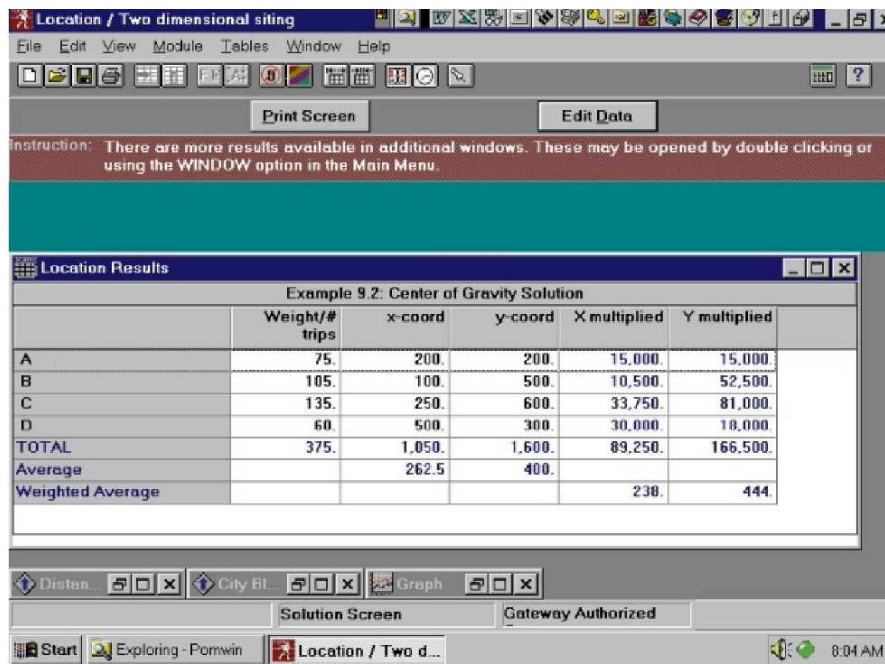 Location / Two dimensional siting
File Edit View Module Tables Window Help
Print Screen Edit Data
Instruction: There are more results available in additional windows. These may be opened by double clicking or
using the WINDOW option in the Main Menu.
Location Results
Example 9.2: Center of Gravity Solution
Weight/# trips x-coord y-coord X multiplied Y multiplied
A 75. 200. 200. 15,000. 15,000.
B 105. 100. 500. 10,500. 52,500.
C 135. 250. 600. 33,750. 81,000.
D 60. 500. 300. 30,000. 18,000.
TOTAL 375. 1,050. 1,600. 89,250. 166,500.
Average 262.5 400.
Weighted Average 238. 444.
Distan... City Bl... Graph
Solution Screen Gateway Authorized
Start Exploring - Pomwin Location / Two d... 8:04 AM